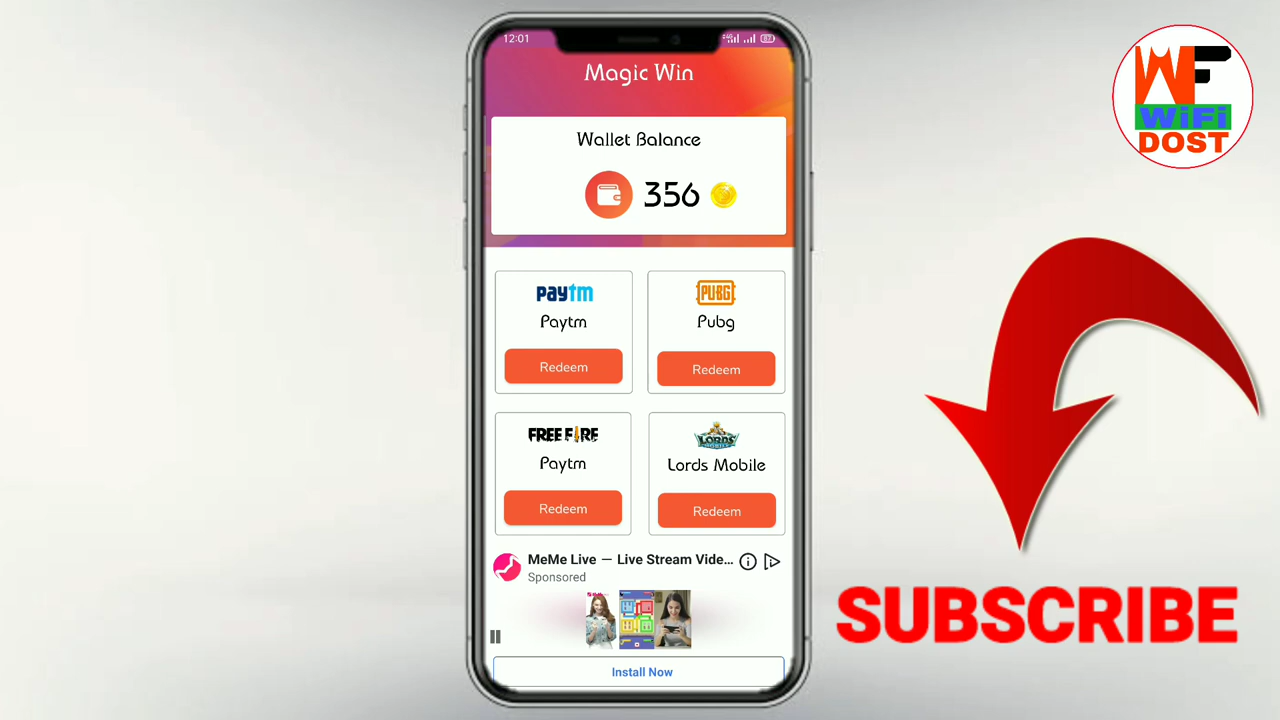 12:01
Magic Win
Wallet Balance
356
paytm
Paytm
Redeem
PUBG
Pubg
Redeem
FREE FIRE
Paytm
Redeem
LORDS MOBILE
Lords Mobile
Redeem
MeMe Live — Live Stream Vide...
Sponsored
Install Now
WF
WiFi
DOST
SUBSCRIBE